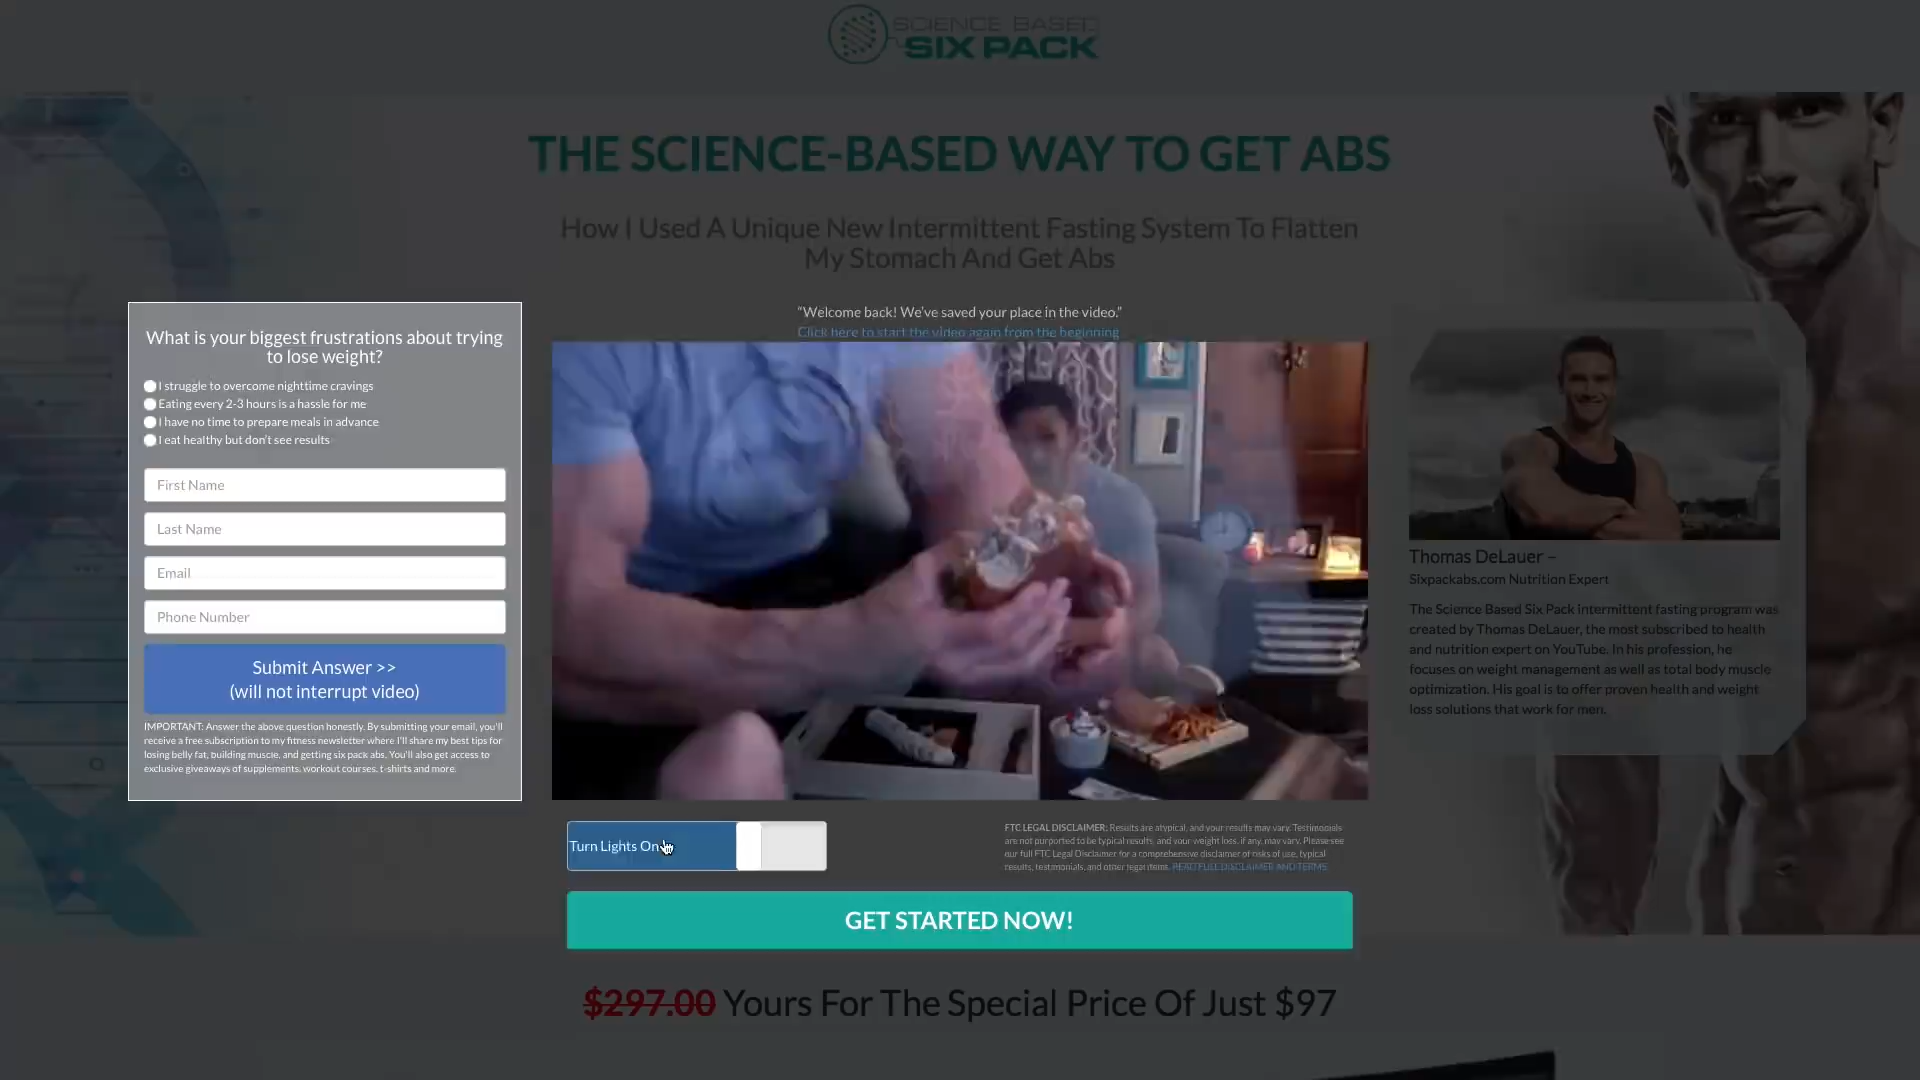 SCIENCE BASED
SIX PACK
THE SCIENCE-BASED WAY TO GET ABS
How I Used A Unique New Intermittent Fasting System To Flatten
My Stomach And Get Abs
"Welcome back! We've saved your place in the video."
Click here to start the video again from the beginning
What is your biggest frustrations about trying
to lose weight?
I struggle to overcome nighttime cravings
Eating every 2-3 hours is a hassle for me
I have no time to prepare meals in advance
I eat healthy but don't see results
First Name
Last Name
Email
Phone Number
Submit Answer >>
(will not interrupt video)
IMPORTANT: Answer the above question honestly. By submitting your email, you'll
receive a free subscription to my fitness newsletter where I'll share my best tips for
losing belly fat, building muscle, and getting six pack abs. You'll also get access to
exclusive giveaways of supplements, workout courses, t-shirts and more.
Thomas DeLauer –
Sixpackabs.com Nutrition Expert
The Science Based Six Pack intermittent fasting program was
created by Thomas DeLauer, the most subscribed to health
and nutrition expert on YouTube. In his profession, he
focuses on weight management as well as total body muscle
optimization. His goal is to offer proven health and weight
loss solutions that work for men.
Turn Lights On
FTC LEGAL DISCLAIMER: Results are atypical, and your results may vary. Testimonials
are not purported to be typical results, and your weight loss, if any, may vary. Please see
our full FTC Legal Disclaimer for a comprehensive disclaimer of risks of use, typical
results, testimonials, and other legal items. READ FULL DISCLAIMER AND TERMS
GET STARTED NOW!
$297.00 Yours For The Special Price Of Just $97